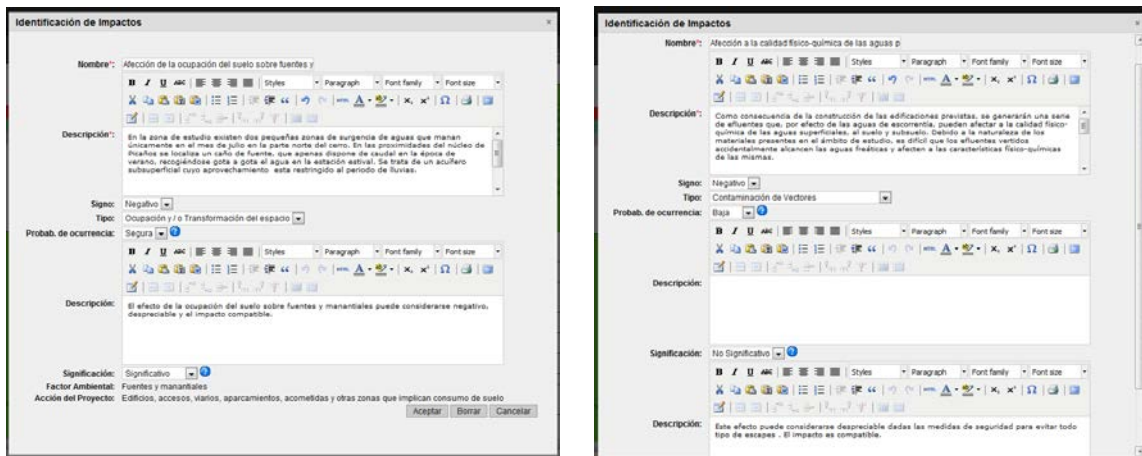 Identificación de Impactos
Nombre*: Afección de la ocupación del suelo sobre fuentes y
B I U ABC Styles Paragraph Font family Font size
Descripción*:
En la zona de estudio existen dos pequeñas zonas de surgencia de aguas que manan
únicamente en el mes de julio en la parte norte del cerro. En las proximidades del núcleo de
Picaños se localiza un caño de fuente, que apenas dispone de caudal en la época de
verano, recogiéndose gota a gota el agua en la estación estival. Se trata de un acuífero
subsuperficial cuyo aprovechamiento esta restringido al periodo de lluvias.
Signo: Negativo
Tipo: Ocupación y / o Transformación del espacio
Probab. de ocurrencia: Segura
B I U ABC Styles Paragraph Font family Font size
Descripción:
El efecto de la ocupación del suelo sobre fuentes y manantiales puede considerarse negativo,
despreciable y el impacto compatible.
Significación: Significativo
Factor Ambiental: Fuentes y manantiales
Acción del Proyecto: Edificios, accesos, viarios, aparcamientos, acometidas y otras zonas que implican consumo de suelo
Aceptar Borrar Cancelar
Identificación de Impactos
Nombre*: Afección a la calidad físico-química de las aguas p
B I U ABC Styles Paragraph Font family Font size
Descripción*:
Como consecuencia de la construcción de las edificaciones previstas, se generarán una serie
de efluentes que, por efecto de las aguas de escorrentía, pueden afectar a la calidad físico-
química de las aguas superficiales, el suelo y subsuelo. Debido a la naturaleza de los
materiales presentes en el ámbito de estudio, es difícil que los efluentes vertidos
accidentalmente alcancen las aguas freáticas y afecten a las características físico-químicas
de las mismas.
Signo: Negativo
Tipo: Contaminación de Vectores
Probab. de ocurrencia: Baja
B I U ABC Styles Paragraph Font family Font size
Descripción:
Significación: No Significativo
B I U ABC Styles Paragraph Font family Font size
Descripción:
Este efecto puede considerarse despreciable dadas las medidas de seguridad para evitar todo
tipo de escapes . El impacto es compatible.